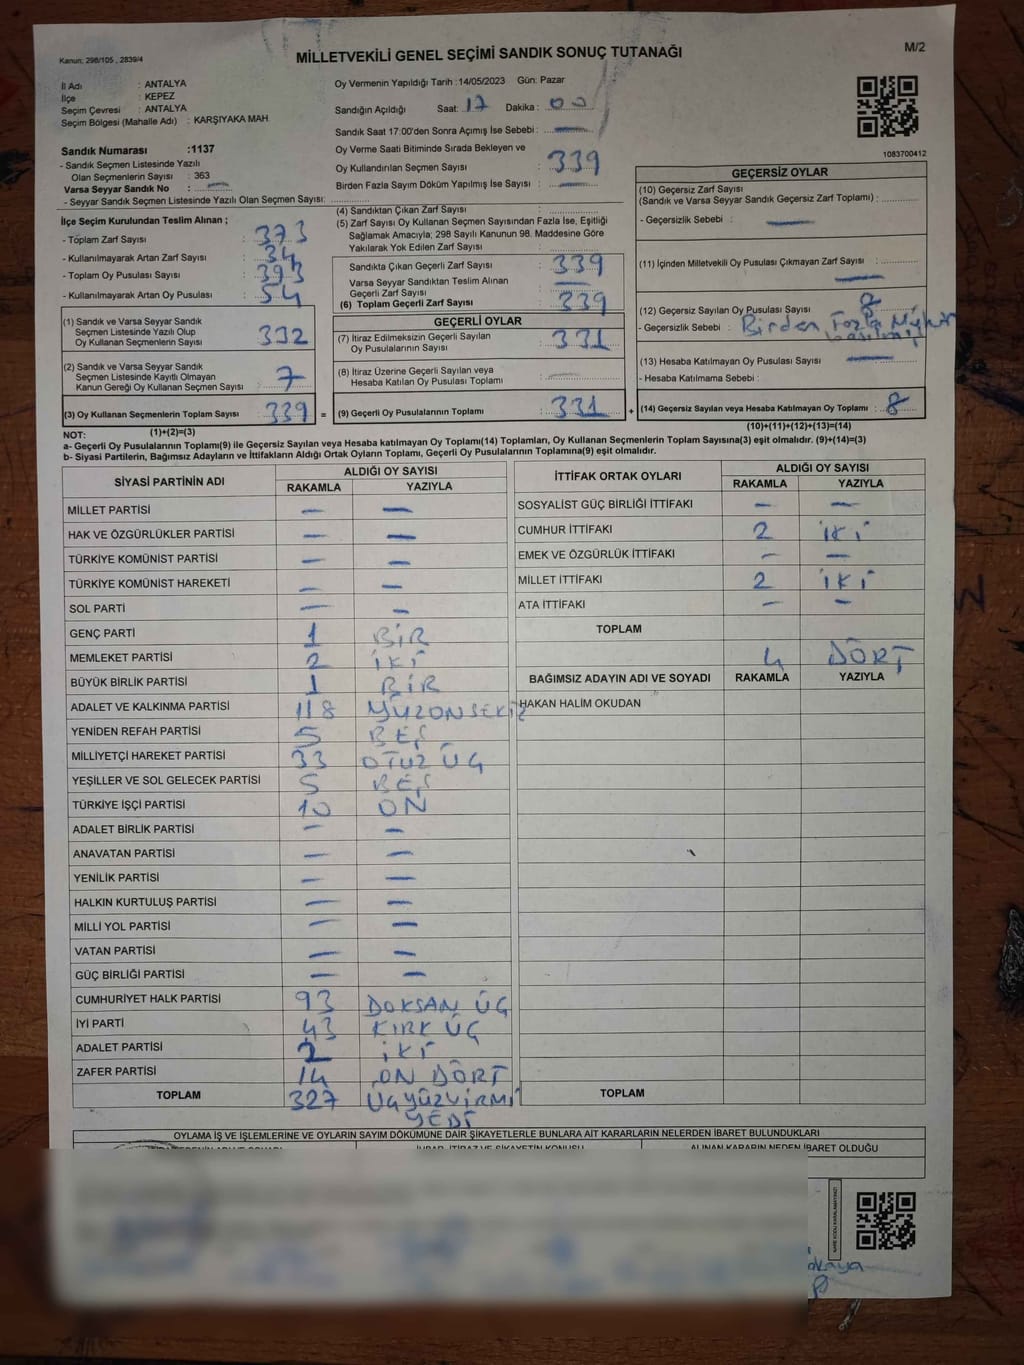 Kanun; 298/105 , 2839/4
MİLLETVEKİLİ GENEL SEÇİMİ SANDIK SONUÇ TUTANAĞI
M/2
İl Adı : ANTALYA
İlçe : KEPEZ
Seçim Çevresi : ANTALYA
Seçim Bölgesi (Mahalle Adı) : KARŞIYAKA MAH.
Sandık Numarası :1137
- Sandık Seçmen Listesinde Yazılı
Olan Seçmenlerin Sayısı : 363
Varsa Seyyar Sandık No : —
- Seyyar Sandık Seçmen Listesinde Yazılı Olan Seçmen Sayısı:
Oy Vermenin Yapıldığı Tarih :14/05/2023 Gün: Pazar
Sandığın Açıldığı Saat: 17 Dakika : 00
Sandık Saat 17:00'den Sonra Açımış İse Sebebi : —
Oy Verme Saati Bitiminde Sırada Bekleyen ve
Oy Kullandırılan Seçmen Sayısı : 339
Birden Fazla Sayım Döküm Yapılmış İse Sayısı : —
1083700412
İlçe Seçim Kurulundan Teslim Alınan ;
- Toplam Zarf Sayısı : 373
- Kullanılmayarak Artan Zarf Sayısı : 34
- Toplam Oy Pusulası Sayısı : 393
- Kullanılmayarak Artan Oy Pusulası : 54
(1) Sandık ve Varsa Seyyar Sandık
Seçmen Listesinde Yazılı Olup
Oy Kullanan Seçmenlerin Sayısı : 332
(2) Sandık ve Varsa Seyyar Sandık
Seçmen Listesinde Kayıtlı Olmayan
Kanun Gereği Oy Kullanan Seçmen Sayısı : 7
(3) Oy Kullanan Seçmenlerin Toplam Sayısı : 339 =
(1)+(2)=(3)
(4) Sandıktan Çıkan Zarf Sayısı :
(5) Zarf Sayısı Oy Kullanan Seçmen Sayısından Fazla İse, Eşitliği
Sağlamak Amacıyla; 298 Sayılı Kanunun 98. Maddesine Göre
Yakılarak Yok Edilen Zarf Sayısı :
Sandıkta Çıkan Geçerli Zarf Sayısı : 339
Varsa Seyyar Sandıktan Teslim Alınan
Geçerli Zarf Sayısı : —
(6) Toplam Geçerli Zarf Sayısı : 339
GEÇERLİ OYLAR
(7) İtiraz Edilmeksizin Geçerli Sayılan
Oy Pusulalarının Sayısı : 331
(8) İtiraz Üzerine Geçerli Sayılan veya
Hesaba Katılan Oy Pusulası Toplamı : —
(9) Geçerli Oy Pusulalarının Toplamı : 331 +
GEÇERSİZ OYLAR
(10) Geçersiz Zarf Sayısı
(Sandık ve Varsa Seyyar Sandık Geçersiz Zarf Toplamı) :
- Geçersizlik Sebebi : —
(11) İçinden Milletvekili Oy Pusulası Çıkmayan Zarf Sayısı : —
(12) Geçersiz Sayılan Oy Pusulası Sayısı : 8
- Geçersizlik Sebebi : Birden Fazla Mühür
basılmış
(13) Hesaba Katılmayan Oy Pusulası Sayısı : —
- Hesaba Katılmama Sebebi :
(14) Geçersiz Sayılan veya Hesaba Katılmayan Oy Toplamı : 8
(10)+(11)+(12)+(13)=(14)
NOT:
a- Geçerli Oy Pusulalarının Toplamı(9) ile Geçersiz Sayılan veya Hesaba katılmayan Oy Toplamı(14) Toplamları, Oy Kullanan Seçmenlerin Toplam Sayısına(3) eşit olmalıdır. (9)+(14)=(3)
b- Siyasi Partilerin, Bağımsız Adayların ve İttifakların Aldığı Ortak Oyların Toplamı, Geçerli Oy Pusulalarının Toplamına(9) eşit olmalıdır.
SİYASİ PARTİNİN ADI ALDIĞI OY SAYISI
RAKAMLA YAZIYLA
MİLLET PARTİSİ — —
HAK VE ÖZGÜRLÜKLER PARTİSİ — —
TÜRKİYE KOMÜNİST PARTİSİ — —
TÜRKİYE KOMÜNİST HAREKETİ — —
SOL PARTİ — —
GENÇ PARTİ 1 BİR
MEMLEKET PARTİSİ 2 İKİ
BÜYÜK BİRLİK PARTİSİ 1 BİR
ADALET VE KALKINMA PARTİSİ 118 YÜZONSEKİZ
YENİDEN REFAH PARTİSİ 5 BEŞ
MİLLİYETÇİ HAREKET PARTİSİ 33 OTUZ ÜÇ
YEŞİLLER VE SOL GELECEK PARTİSİ 5 BEŞ
TÜRKİYE İŞÇİ PARTİSİ 10 ON
ADALET BİRLİK PARTİSİ — —
ANAVATAN PARTİSİ — —
YENİLİK PARTİSİ — —
HALKIN KURTULUŞ PARTİSİ — —
MİLLİ YOL PARTİSİ — —
VATAN PARTİSİ — —
GÜÇ BİRLİĞİ PARTİSİ — —
CUMHURİYET HALK PARTİSİ 93 DOKSAN ÜÇ
İYİ PARTİ 43 KIRK ÜÇ
ADALET PARTİSİ 2 İKİ
ZAFER PARTİSİ 14 ON DÖRT
TOPLAM 327 ÜÇYÜZYİRMİ
YEDİ
İTTİFAK ORTAK OYLARI ALDIĞI OY SAYISI
RAKAMLA YAZIYLA
SOSYALİST GÜÇ BİRLİĞİ İTTİFAKI — —
CUMHUR İTTİFAKI 2 İKİ
EMEK VE ÖZGÜRLÜK İTTİFAKI — —
MİLLET İTTİFAKI 2 İKİ
ATA İTTİFAKI — —
TOPLAM 4 DÖRT
BAĞIMSIZ ADAYIN ADI VE SOYADI RAKAMLA YAZIYLA
HAKAN HALİM OKUDAN
TOPLAM
OYLAMA İŞ VE İŞLEMLERİNE VE OYLARIN SAYIM DÖKÜMÜNE DAİR ŞİKAYETLERLE BUNLARA AİT KARARLARIN NELERDEN İBARET BULUNDUKLARI
ALINAN KARARIN NEDEN İBARET OLDUĞU
KARE KODU KARALAMAYINIZ!